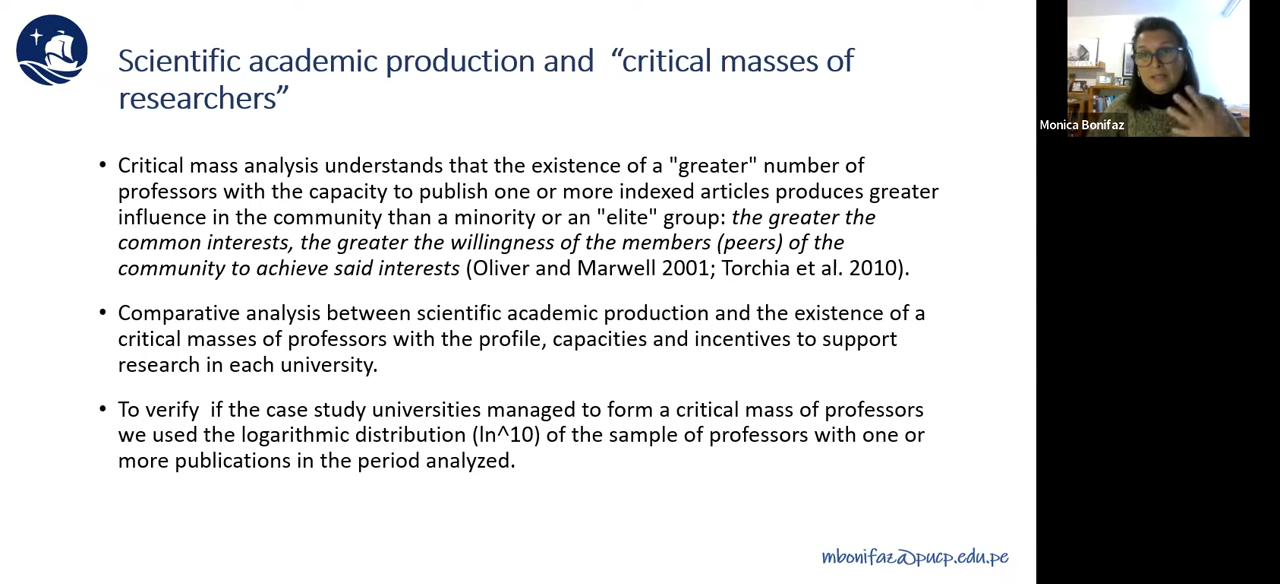 Scientific academic production and “critical masses of
researchers”
• Critical mass analysis understands that the existence of a "greater" number of
professors with the capacity to publish one or more indexed articles produces greater
influence in the community than a minority or an "elite" group: the greater the
common interests, the greater the willingness of the members (peers) of the
community to achieve said interests (Oliver and Marwell 2001; Torchia et al. 2010).
• Comparative analysis between scientific academic production and the existence of a
critical masses of professors with the profile, capacities and incentives to support
research in each university.
• To verify if the case study universities managed to form a critical mass of professors
we used the logarithmic distribution (ln^10) of the sample of professors with one or
more publications in the period analyzed.
mbonifaz@pucp.edu.pe
Monica Bonifaz